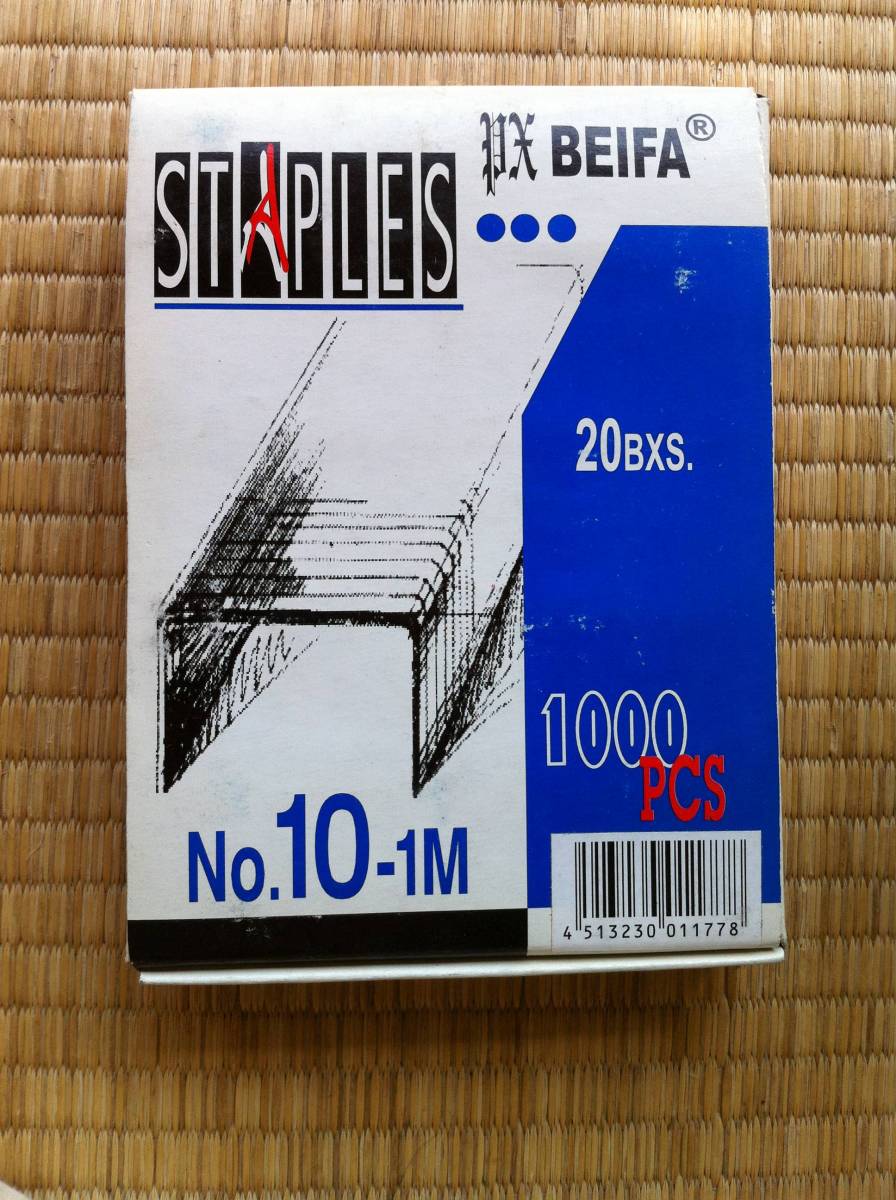 STAPLES
PX BEIFA®
20BXS.
1000
PCS
No.10-1M
4 513230 011778